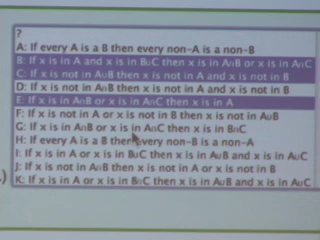 ?
A: If every A is a B then every non-A is a non-B
B: If x is in A and x is in B∪C then x is in A∩B or x is in A∩C
C: If x is not in A∪B then x is not in A and x is not in B
D: If x is not in A∩B then x is not in A and x is not in B
E: If x is in A∩B or x is in A∩C then x is in A
F: If x is not in A or x is not in B then x is not in A∪B
G: If x is in A∩B or x is in A∩C then x is in B∩C
H: If every A is a B then every non-B is a non-A
I: If x is in A or x is in B∪C then x is in A∪B and x is in A∪C
J: If x is not in A∩B then x is not in A or x is not in B
K: If x is in A or x is in B∩C then x is in A∪B and x is in A∪C